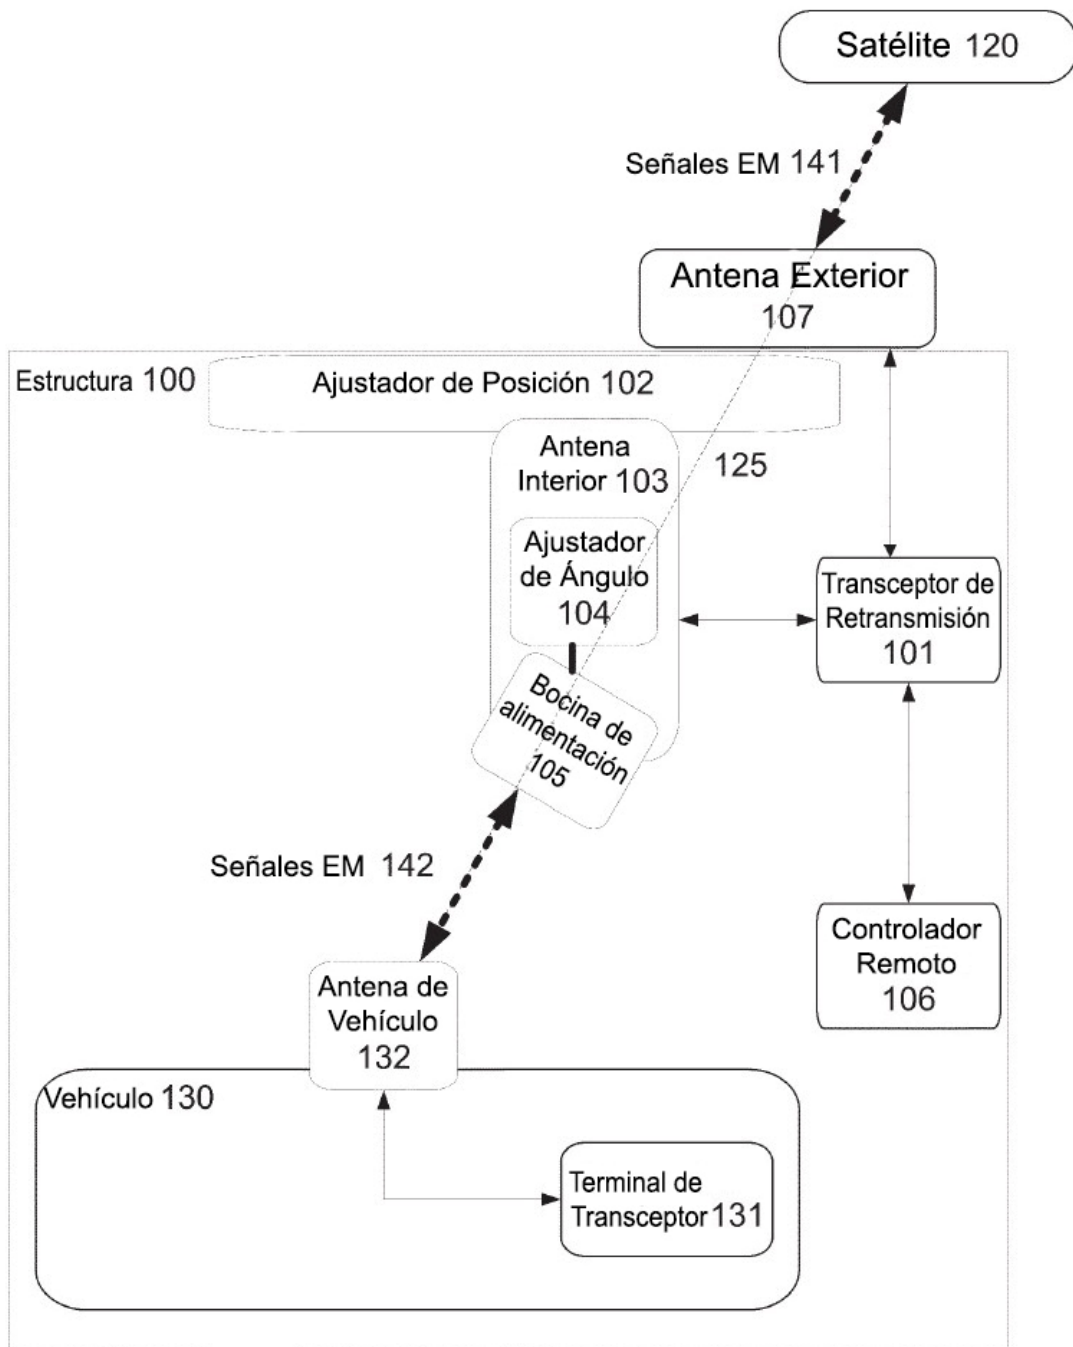 Satélite 120
Señales EM 141
Antena Exterior
107
Estructura 100
Ajustador de Posición 102
Antena
Interior 103
125
Ajustador
de Ángulo
104
Transceptor de
Retransmisión
101
Bocina de
alimentación
105
Señales EM 142
Controlador
Remoto
106
Antena de
Vehículo
132
Vehículo 130
Terminal de
Transceptor 131